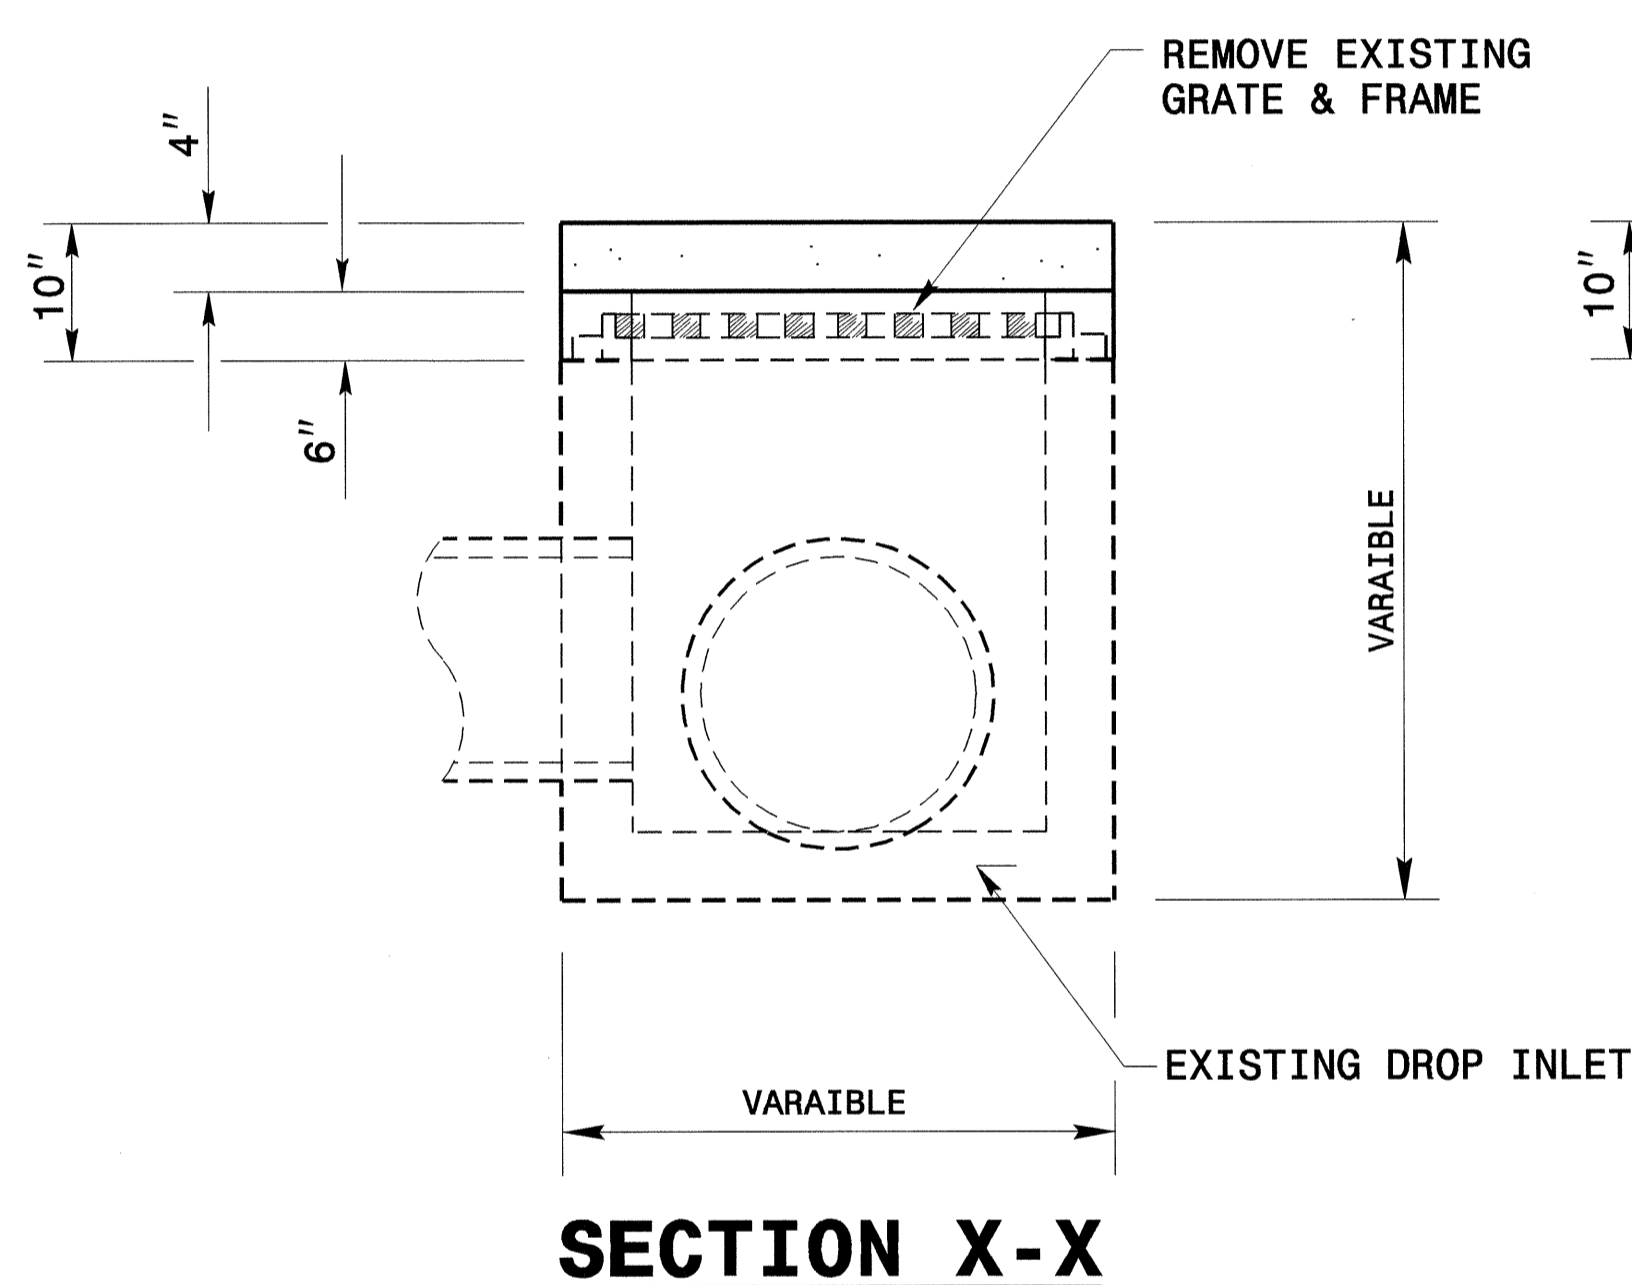 REMOVE EXISTING
GRATE & FRAME
4"
10"
6"
10"
VARAIBLE
EXISTING DROP INLET
VARAIBLE
SECTION X-X